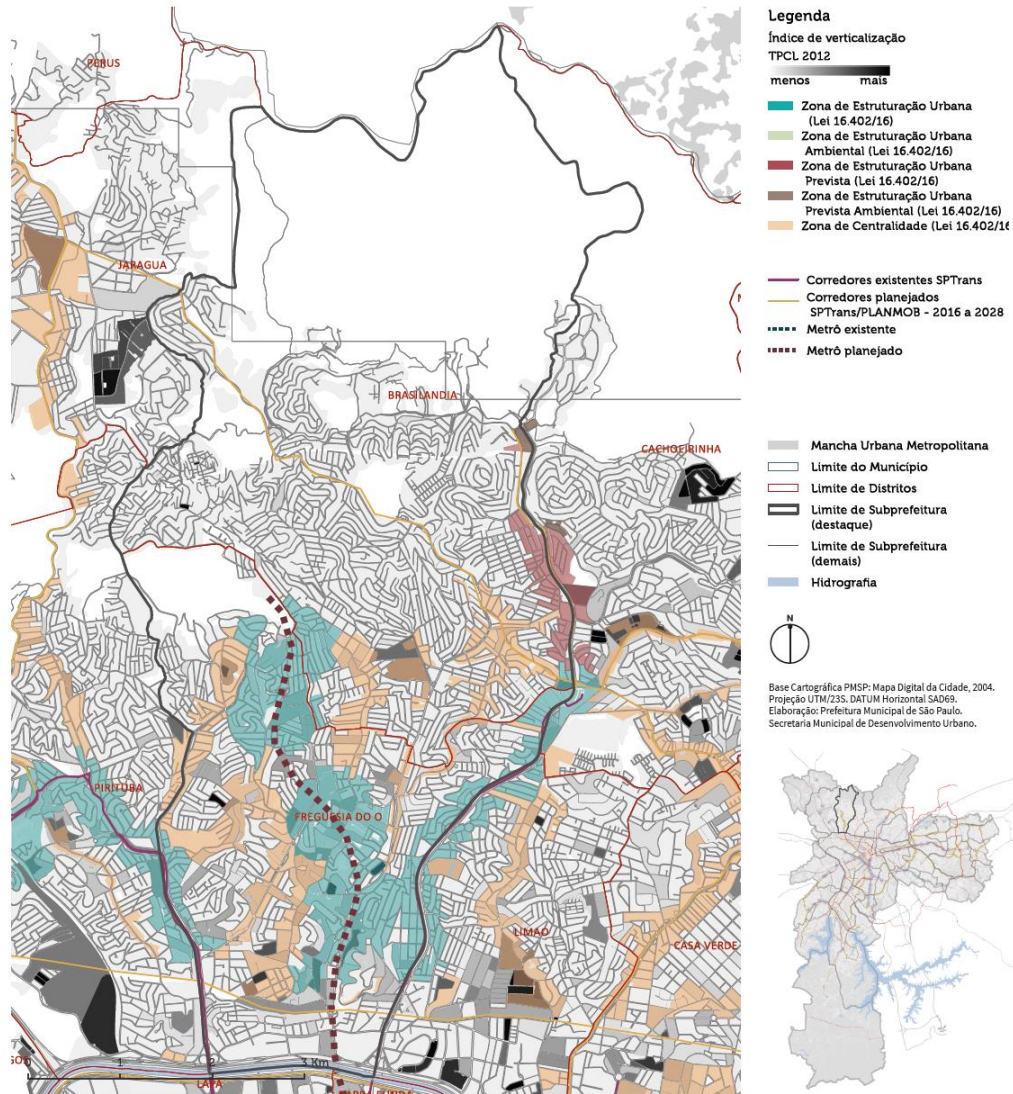 Legenda
Índice de verticalização
TPCL 2012
menos mais
Zona de Estruturação Urbana
(Lei 16.402/16)
Zona de Estruturação Urbana
Ambiental (Lei 16.402/16)
Zona de Estruturação Urbana
Prevista (Lei 16.402/16)
Zona de Estruturação Urbana
Prevista Ambiental (Lei 16.402/16)
Zona de Centralidade (Lei 16.402/16
Corredores existentes SPTrans
Corredores planejados
SPTrans/PLANMOB - 2016 a 2028
Metrô existente
Metrô planejado
Mancha Urbana Metropolitana
Limite do Município
Limite de Distritos
Limite de Subprefeitura
(destaque)
Limite de Subprefeitura
(demais)
Hidrografia
N
Base Cartográfica PMSP: Mapa Digital da Cidade, 2004.
Projeção UTM/23S. DATUM Horizontal SAD69.
Elaboração: Prefeitura Municipal de São Paulo.
Secretaria Municipal de Desenvolvimento Urbano.
PERUS
JARAGUA
BRASILANDIA
CACHOEIRINHA
PIRITUBA
FREGUESIA DO O
LIMAO
CASA VERDE
1 2 3 Km
LAPA